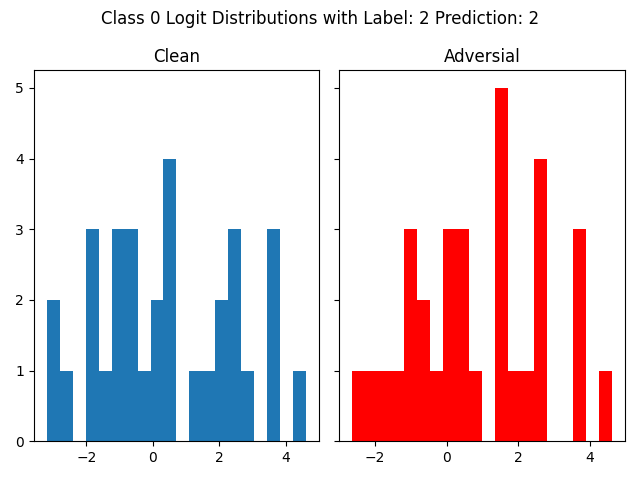 Class 0 Logit Distributions with Label: 2 Prediction: 2
Clean
Adversial
5
4
3
2
1
0
−2 0 2 4
−2 0 2 4